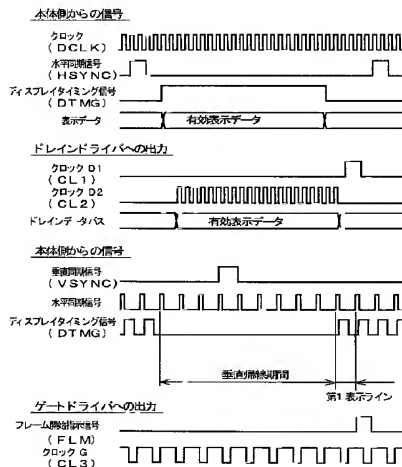 本体側からの信号
クロック
(DCLK)
水平同期信号
(HSYNC)
ディスプレイタイミング信号
(DTMG)
表示データ
有効表示データ
ドレインドライバへの出力
クロック D1
(CL1)
クロック D2
(CL2)
ドレインデータバス
有効表示データ
本体側からの信号
垂直同期信号
(VSYNC)
水平同期信号
ディスプレイタイミング信号
(DTMG)
垂直帰線期間
第1 表示ライン
ゲートドライバへの出力
フレーム開始指示信号
(FLM)
クロック G
(CL3)